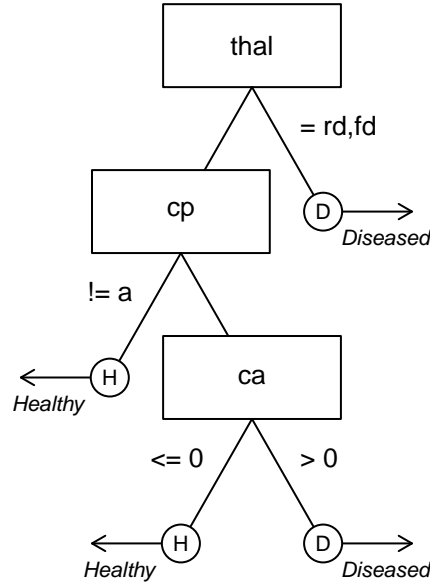 thal
= rd,fd
cp
D
Diseased
!= a
H
Healthy
ca
<= 0
> 0
H
Healthy
D
Diseased